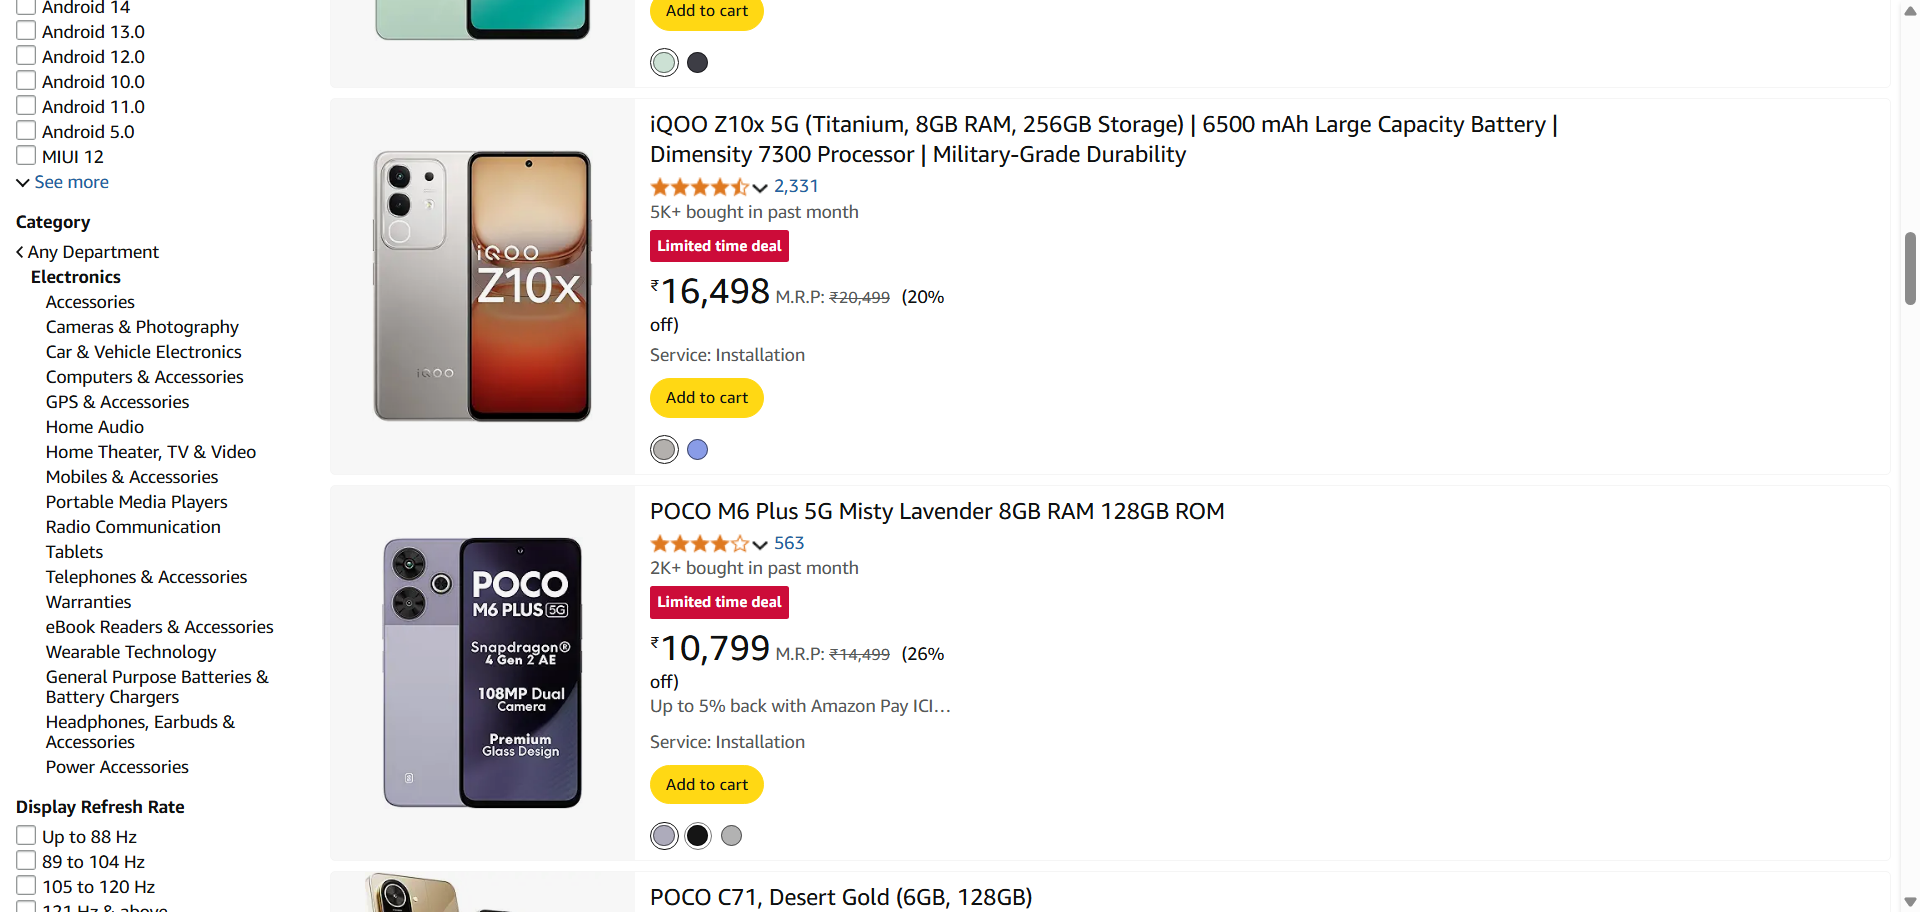 Android 14
Android 13.0
Android 12.0
Android 10.0
Android 11.0
Android 5.0
MIUI 12
See more
Category
Any Department
Electronics
Accessories
Cameras & Photography
Car & Vehicle Electronics
Computers & Accessories
GPS & Accessories
Home Audio
Home Theater, TV & Video
Mobiles & Accessories
Portable Media Players
Radio Communication
Tablets
Telephones & Accessories
Warranties
eBook Readers & Accessories
Wearable Technology
General Purpose Batteries &
Battery Chargers
Headphones, Earbuds &
Accessories
Power Accessories
Display Refresh Rate
Up to 88 Hz
89 to 104 Hz
105 to 120 Hz
121 Hz & above
Add to cart
iQOO
Z10x
iQOO
iQOO Z10x 5G (Titanium, 8GB RAM, 256GB Storage) | 6500 mAh Large Capacity Battery |
Dimensity 7300 Processor | Military-Grade Durability
2,331
5K+ bought in past month
Limited time deal
₹16,498 M.R.P: ₹20,499 (20%
off)
Service: Installation
Add to cart
POCO
M6 PLUS 5G
Snapdragon®
4 Gen 2 AE
108MP Dual
Camera
Premium
Glass Design
POCO M6 Plus 5G Misty Lavender 8GB RAM 128GB ROM
563
2K+ bought in past month
Limited time deal
₹10,799 M.R.P: ₹14,499 (26%
off)
Up to 5% back with Amazon Pay ICI…
Service: Installation
Add to cart
POCO C71, Desert Gold (6GB, 128GB)